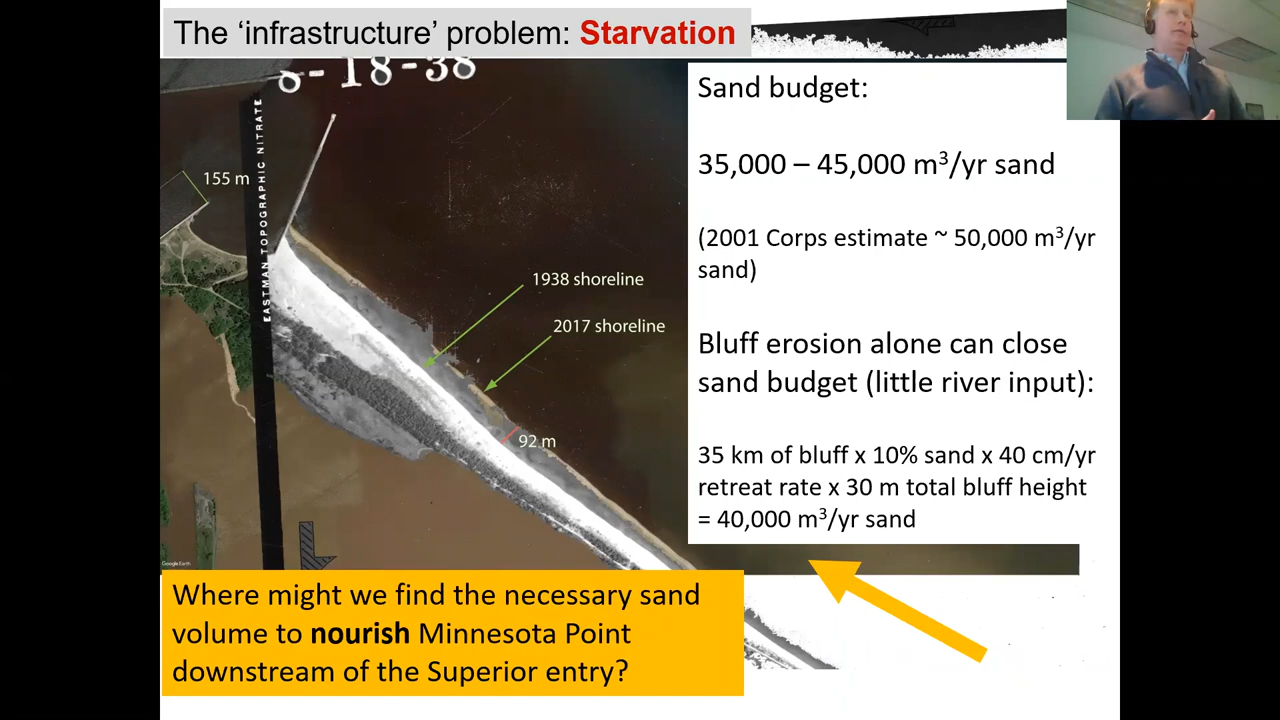 The ‘infrastructure’ problem: Starvation
8-18-38
EASTMAN TOPOGRAPHIC NITRATE
155 m
1938 shoreline
2017 shoreline
92 m
Google Earth
Sand budget:
35,000 – 45,000 m³/yr sand
(2001 Corps estimate ~ 50,000 m³/yr
sand)
Bluff erosion alone can close
sand budget (little river input):
35 km of bluff x 10% sand x 40 cm/yr
retreat rate x 30 m total bluff height
= 40,000 m³/yr sand
Where might we find the necessary sand
volume to nourish Minnesota Point
downstream of the Superior entry?